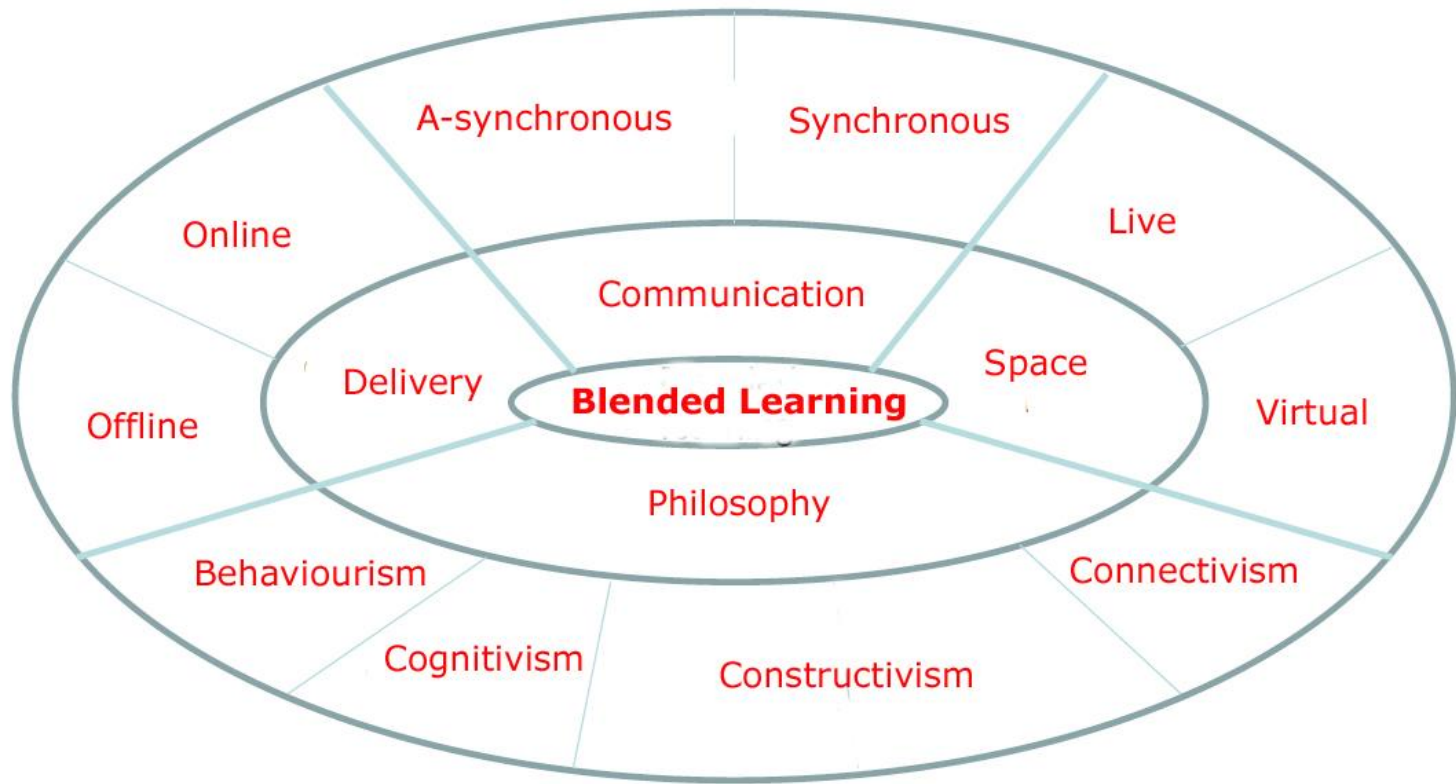 A-synchronous
Synchronous
Online
Live
Communication
Delivery
Space
Blended Learning
Offline
Virtual
Philosophy
Behaviourism
Connectivism
Cognitivism
Constructivism